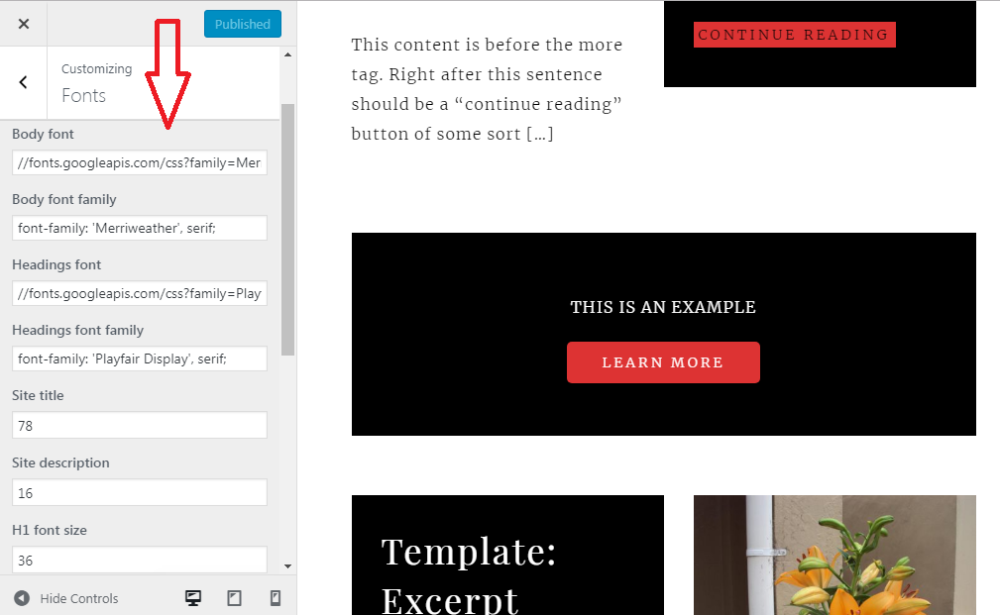 Published
Customizing
Fonts
Body font
//fonts.googleapis.com/css?family=Mer
Body font family
font-family: 'Merriweather', serif;
Headings font
//fonts.googleapis.com/css?family=Play
Headings font family
font-family: 'Playfair Display', serif;
Site title
78
Site description
16
H1 font size
36
Hide Controls
This content is before the more
tag. Right after this sentence
should be a “continue reading”
button of some sort […]
CONTINUE READING
THIS IS AN EXAMPLE
LEARN MORE
Template:
Excerpt